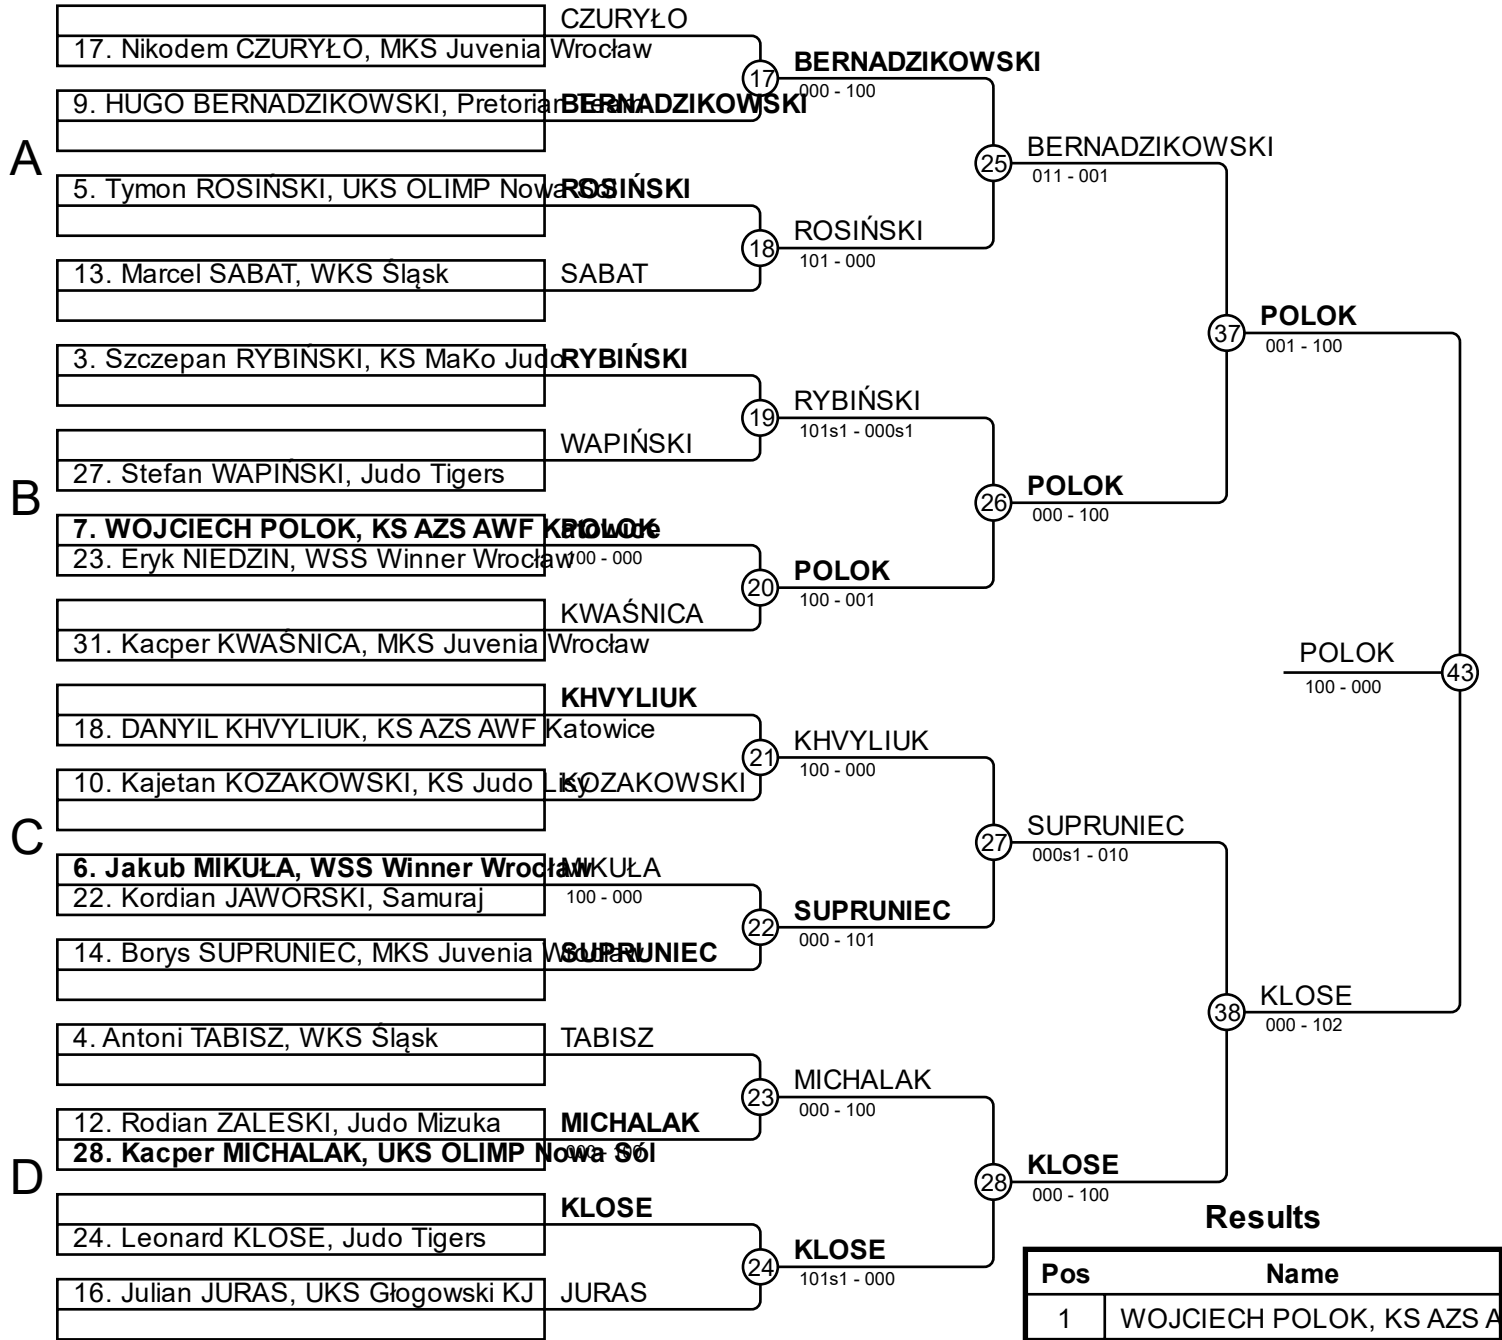 A
CZURYŁO
17. Nikodem CZURYŁO, MKS Juvenia Wrocław
9. HUGO BERNADZIKOWSKI, Pretorian Team
BERNADZIKOWSKI
17
BERNADZIKOWSKI
000 - 100
5. Tymon ROSIŃSKI, UKS OLIMP Nowa Sól
ROSIŃSKI
13. Marcel SABAT, WKS Śląsk
SABAT
18
ROSIŃSKI
101 - 000
25
BERNADZIKOWSKI
011 - 001
B
3. Szczepan RYBIŃSKI, KS MaKo Judo
RYBIŃSKI
WAPIŃSKI
27. Stefan WAPIŃSKI, Judo Tigers
19
RYBIŃSKI
101s1 - 000s1
7. WOJCIECH POLOK, KS AZS AWF Katowice
POLOK
23. Eryk NIEDZIN, WSS Winner Wrocław
100 - 000
KWAŚNICA
31. Kacper KWAŚNICA, MKS Juvenia Wrocław
20
POLOK
100 - 001
26
POLOK
000 - 100
37
POLOK
001 - 100
C
KHVYLIUK
18. DANYIL KHVYLIUK, KS AZS AWF Katowice
10. Kajetan KOZAKOWSKI, KS Judo Lisy
KOZAKOWSKI
21
KHVYLIUK
100 - 000
6. Jakub MIKUŁA, WSS Winner Wrocław
MIKUŁA
22. Kordian JAWORSKI, Samuraj
100 - 000
14. Borys SUPRUNIEC, MKS Juvenia Wrocław
SUPRUNIEC
22
SUPRUNIEC
000 - 101
27
SUPRUNIEC
000s1 - 010
D
4. Antoni TABISZ, WKS Śląsk
TABISZ
12. Rodian ZALESKI, Judo Mizuka
MICHALAK
28. Kacper MICHALAK, UKS OLIMP Nowa Sól
000 - 100
23
MICHALAK
000 - 100
KLOSE
24. Leonard KLOSE, Judo Tigers
16. Julian JURAS, UKS Głogowski KJ
JURAS
24
KLOSE
101s1 - 000
28
KLOSE
000 - 100
38
KLOSE
000 - 102
POLOK
43
100 - 000
Results
Pos Name
1 WOJCIECH POLOK, KS AZS A